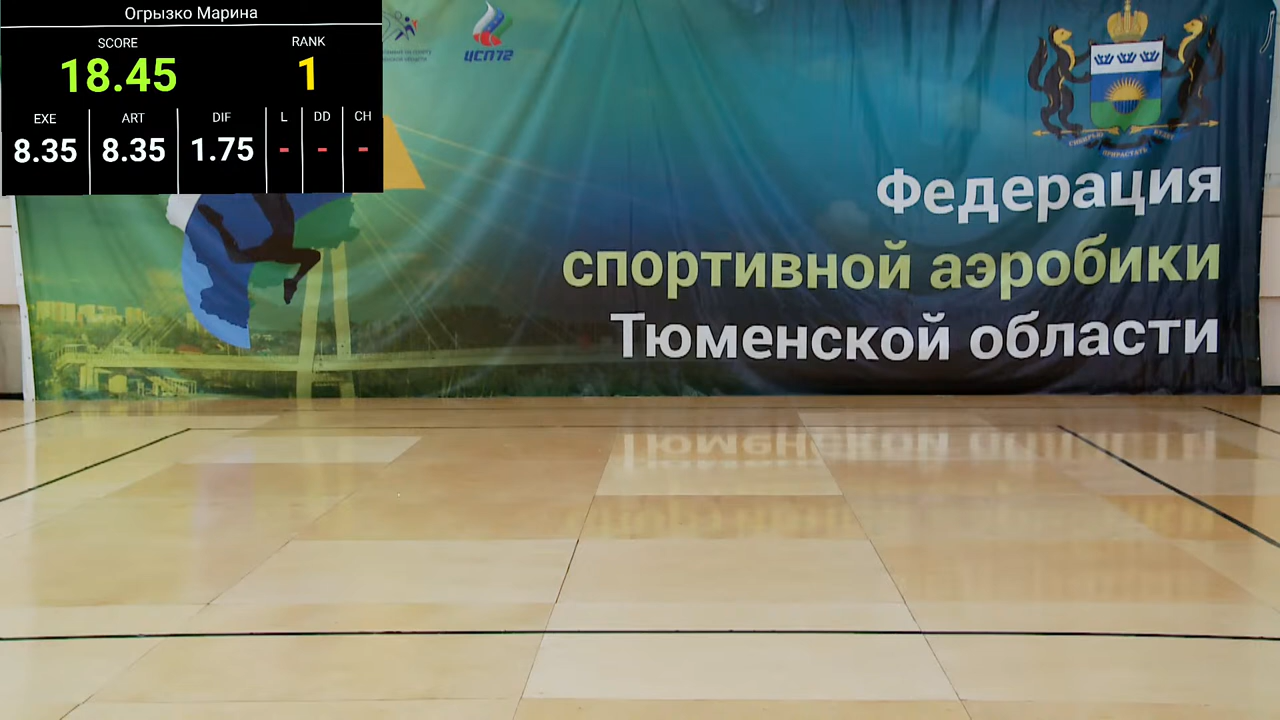 Огрызко Марина
SCORE RANK
18.45 1
EXE ART DIF L DD CH
8.35 8.35 1.75 - - -
ЦСП72
Федерация
спортивной аэробики
Тюменской области